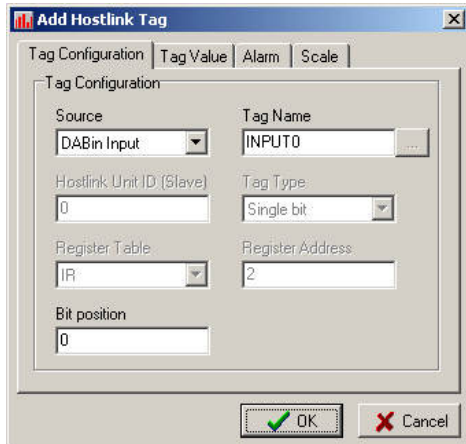 Add Hostlink Tag
Tag Configuration Tag Value Alarm Scale
Tag Configuration
Source Tag Name
DABin Input INPUT0 ...
Hostlink Unit ID (Slave) Tag Type
0 Single bit
Register Table Register Address
IR 2
Bit position
0
OK Cancel